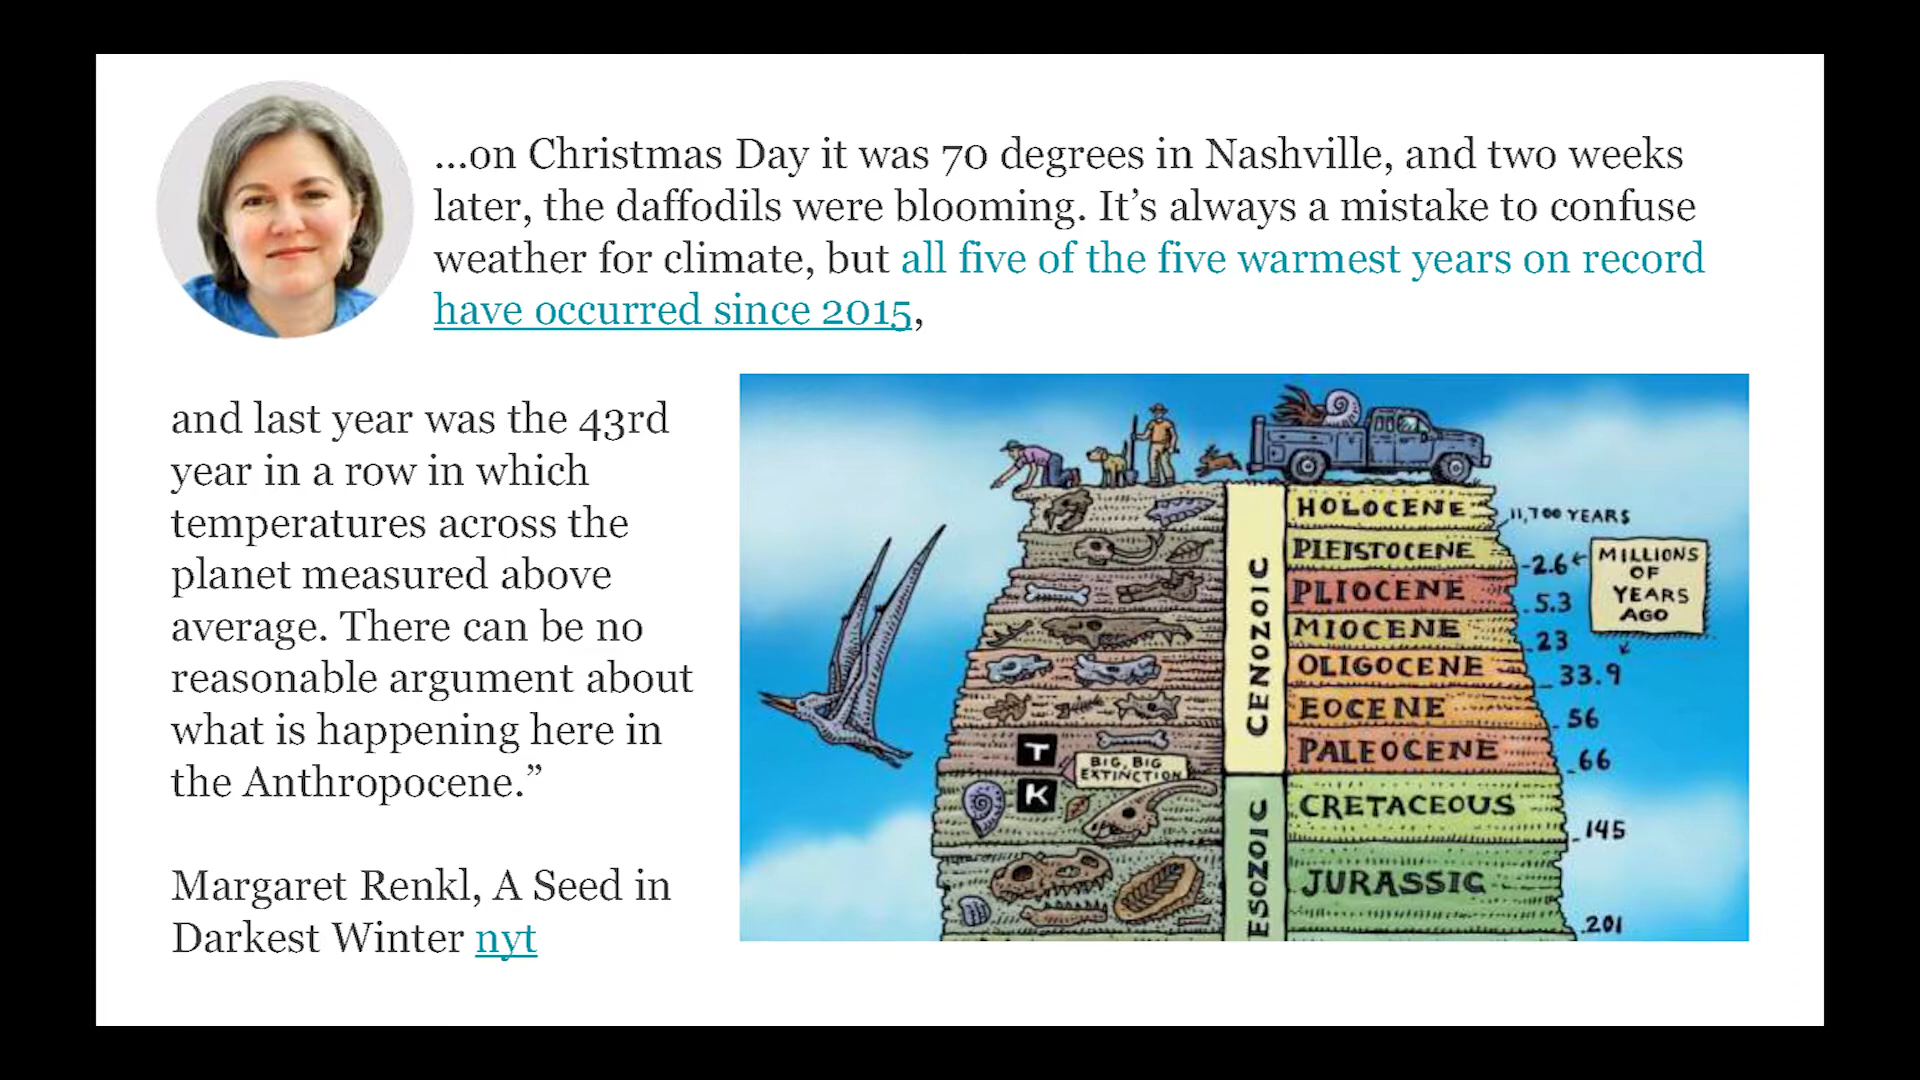 ...on Christmas Day it was 70 degrees in Nashville, and two weeks
later, the daffodils were blooming. It’s always a mistake to confuse
weather for climate, but all five of the five warmest years on record
have occurred since 2015,
and last year was the 43rd
year in a row in which
temperatures across the
planet measured above
average. There can be no
reasonable argument about
what is happening here in
the Anthropocene.”
Margaret Renkl, A Seed in
Darkest Winter nyt
CENOZOIC
HOLOCENE
11,700 YEARS
PLEISTOCENE
-2.6
MILLIONS
OF
YEARS
AGO
PLIOCENE
5.3
MIOCENE
23
OLIGOCENE
33.9
EOCENE
56
PALEOCENE
66
T
BIG, BIG
EXTINCTION
K
ESOZOIC
CRETACEOUS
145
JURASSIC
201